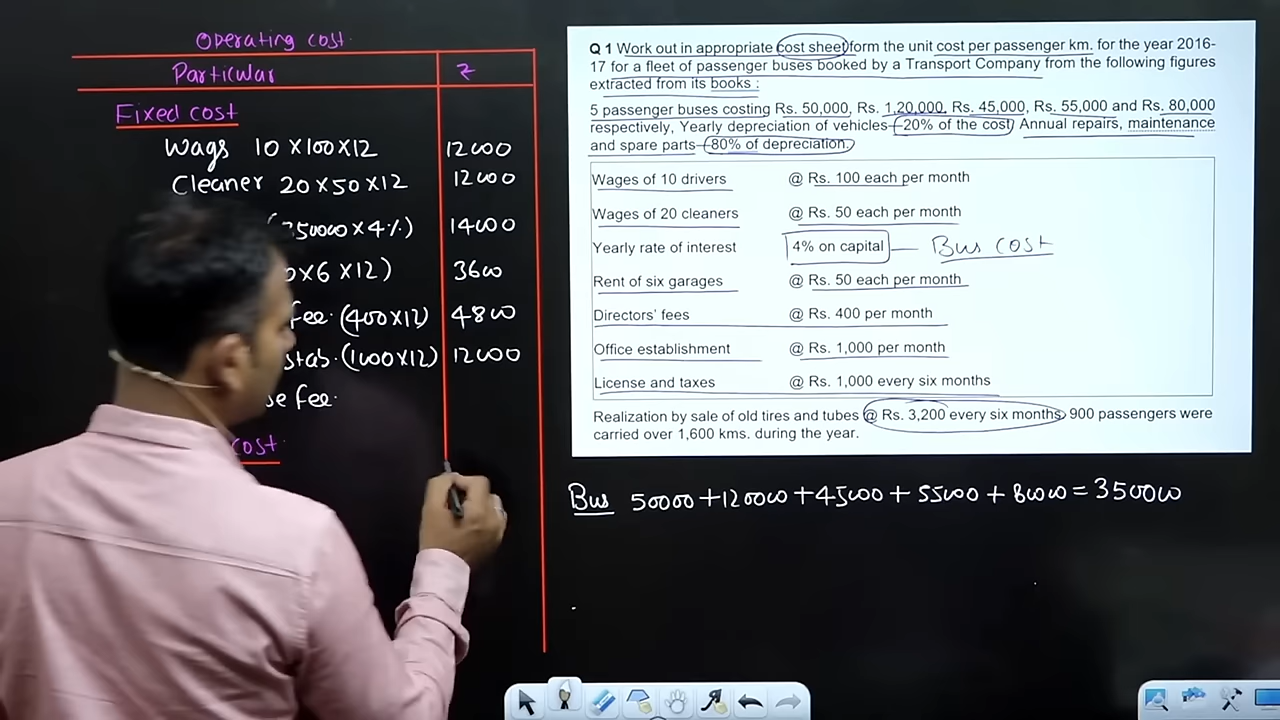 Operating cost.
Particular ₹
Fixed cost
Wags 10×100×12 12000
Cleaner 20×50×12 12000
350000×4%) 14000
×6×12) 3600
fee. (400×12) 4800
stab. (1000×12) 12000
se fee.
cost
Q 1 Work out in appropriate cost sheet form the unit cost per passenger km. for the year 2016-
17 for a fleet of passenger buses booked by a Transport Company from the following figures
extracted from its books :
5 passenger buses costing Rs. 50,000, Rs. 1,20,000, Rs. 45,000, Rs. 55,000 and Rs. 80,000
respectively, Yearly depreciation of vehicles–20% of the cost, Annual repairs, maintenance
and spare parts–80% of depreciation.
Wages of 10 drivers @ Rs. 100 each per month
Wages of 20 cleaners @ Rs. 50 each per month
Yearly rate of interest 4% on capital — Bus cost
Rent of six garages @ Rs. 50 each per month
Directors' fees @ Rs. 400 per month
Office establishment @ Rs. 1,000 per month
License and taxes @ Rs. 1,000 every six months
Realization by sale of old tires and tubes @ Rs. 3,200 every six months, 900 passengers were
carried over 1,600 kms. during the year.
Bus 50000+120000+45000+55000+80000=350000